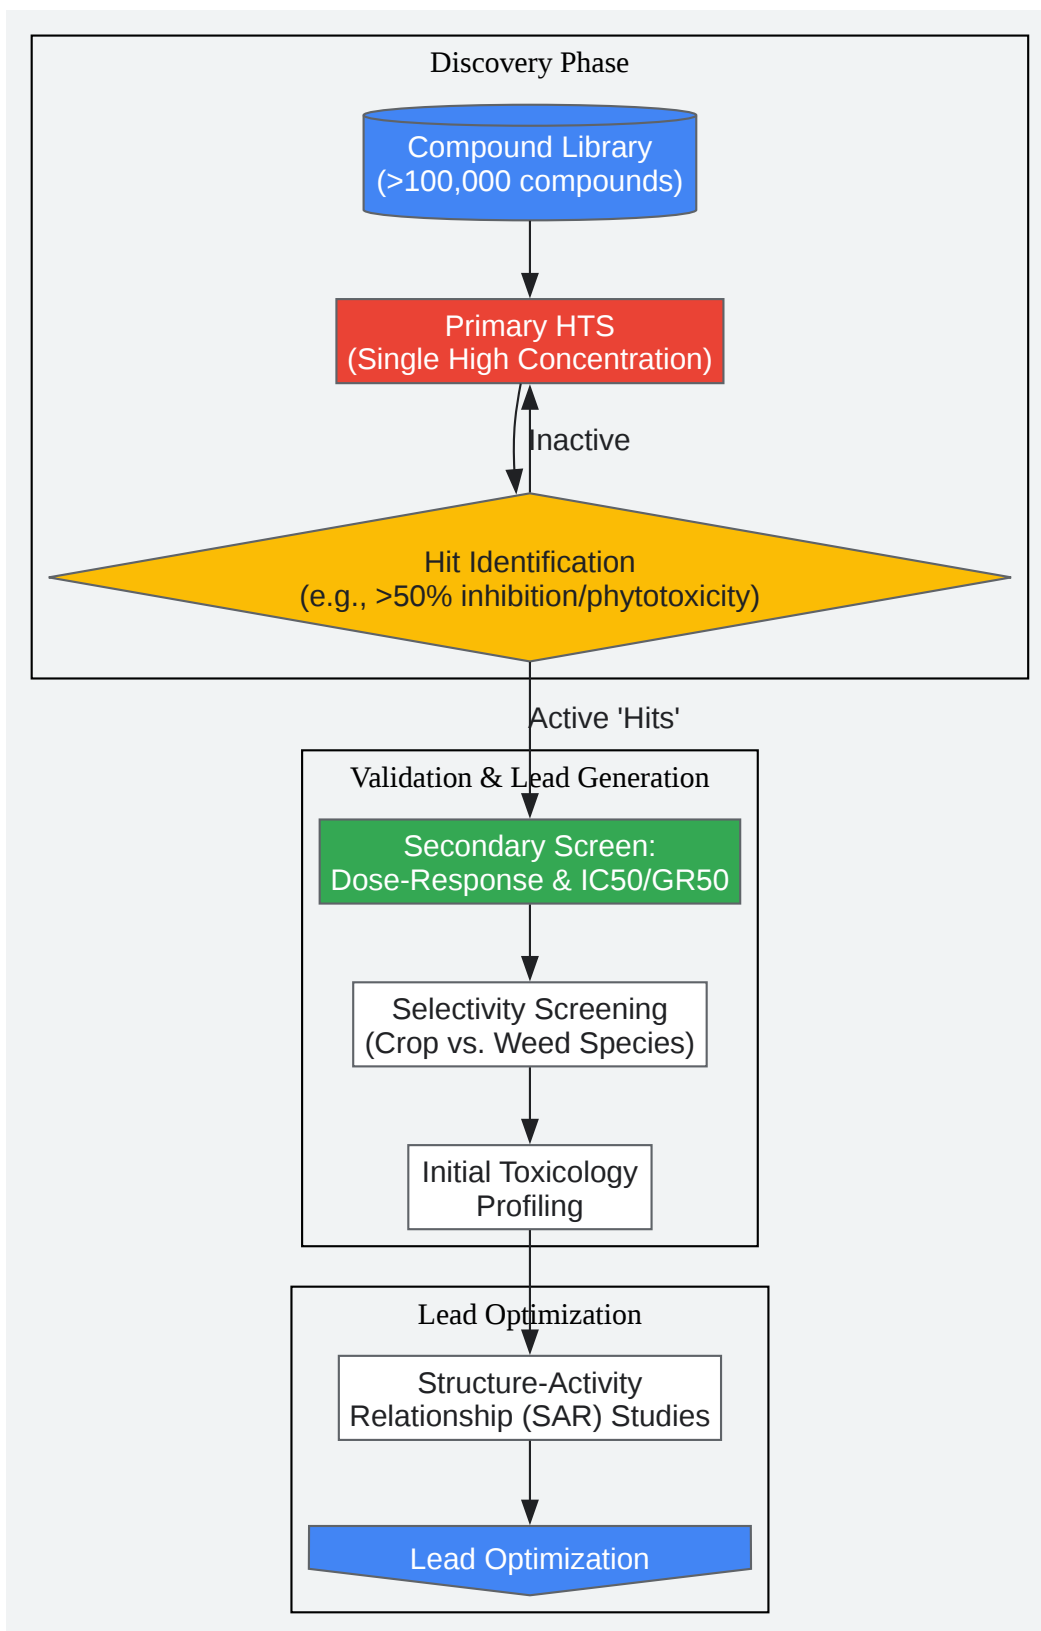 Discovery Phase
Compound Library
(>100,000 compounds)
Primary HTS
(Single High Concentration)
Inactive
Hit Identification
(e.g., >50% inhibition/phytotoxicity)
Active 'Hits'
Validation & Lead Generation
Secondary Screen:
Dose-Response & IC50/GR50
Selectivity Screening
(Crop vs. Weed Species)
Initial Toxicology
Profiling
Lead Optimization
Structure-Activity
Relationship (SAR) Studies
Lead Optimization